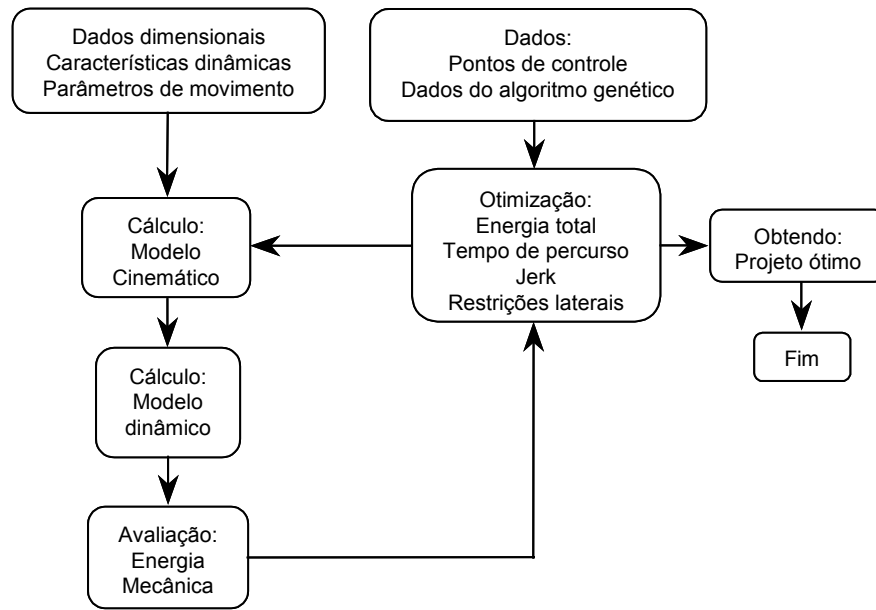 Dados dimensionais
Características dinâmicas
Parâmetros de movimento
Dados:
Pontos de controle
Dados do algoritmo genético
Cálculo:
Modelo
Cinemático
Otimização:
Energia total
Tempo de percurso
Jerk
Restrições laterais
Obtendo:
Projeto ótimo
Fim
Cálculo:
Modelo
dinâmico
Avaliação:
Energia
Mecânica